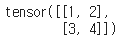 tensor([[1, 2],
        [3, 4]])